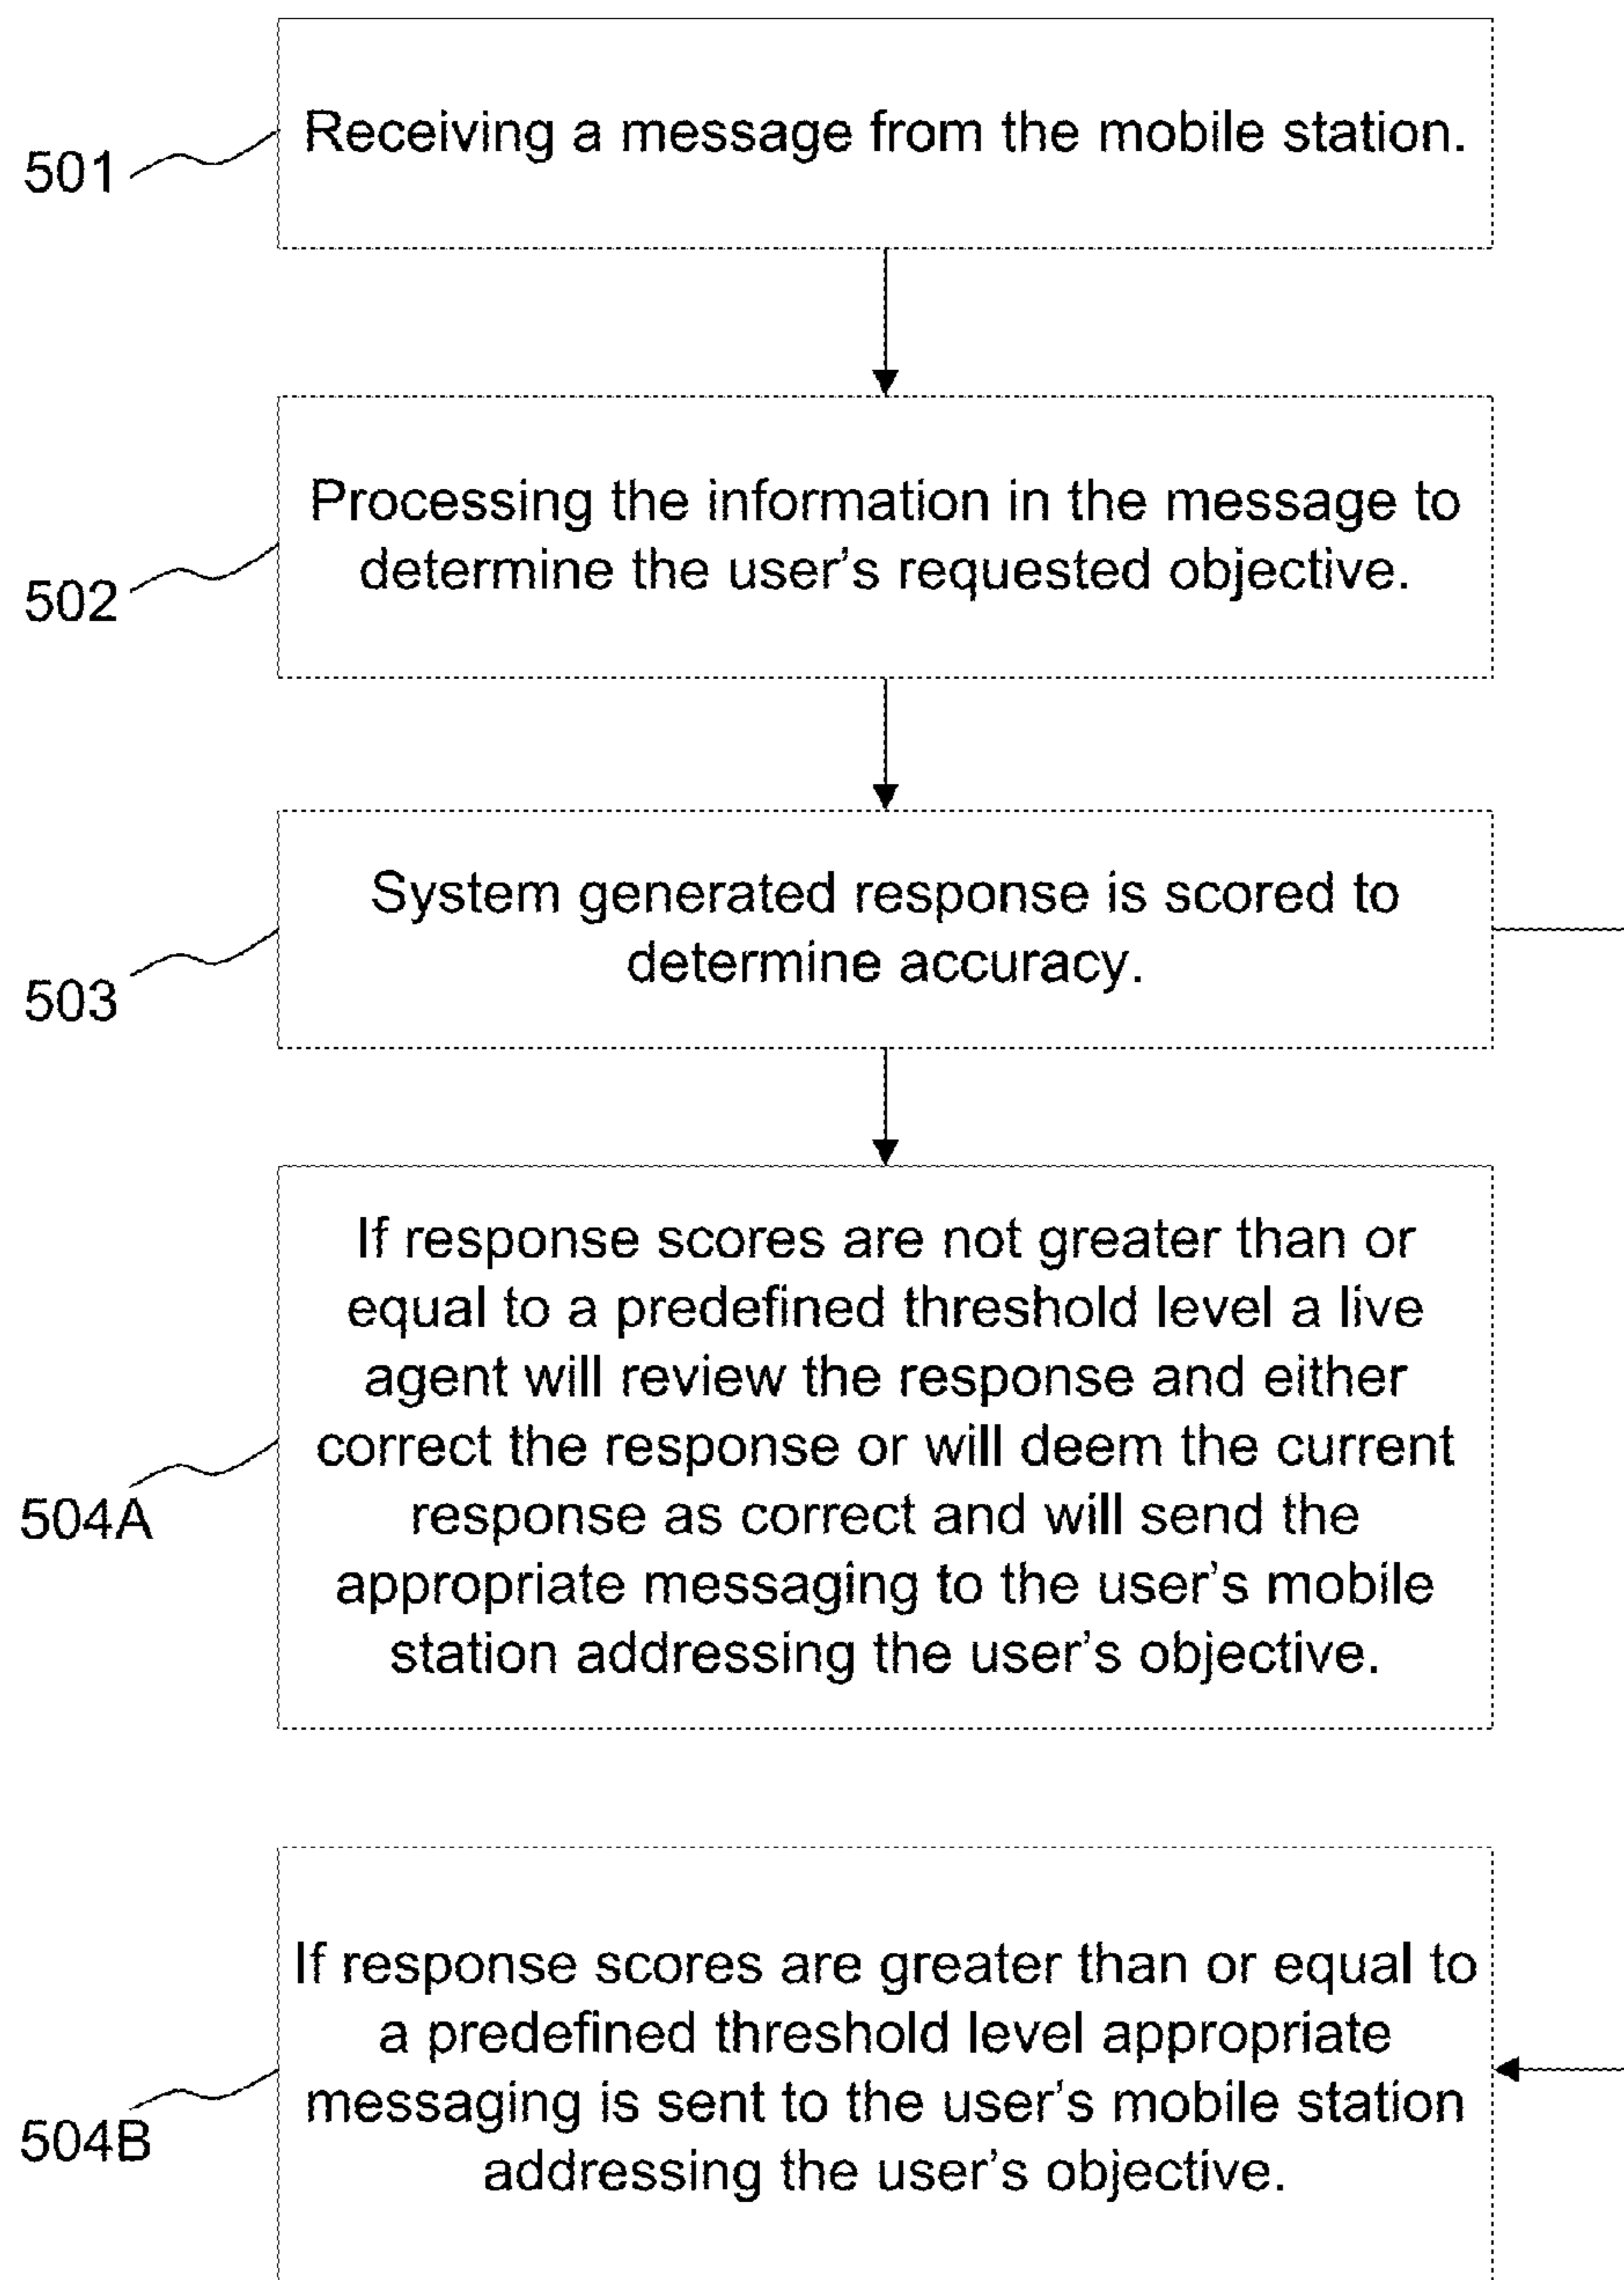 Receiving a message from the mobile station.
501
Processing the information in the message to
determine the user's requested objective.
502
System generated response is scored to
determine accuracy.
503
If response scores are not greater than or
equal to a predefined threshold level a live
agent will review the response and either
correct the response or will deem the current
response as correct and will send the
appropriate messaging to the user's mobile
station addressing the user's objective.
504A
If response scores are greater than or equal to
a predefined threshold level appropriate
messaging is sent to the user's mobile station
addressing the user's objective.
504B